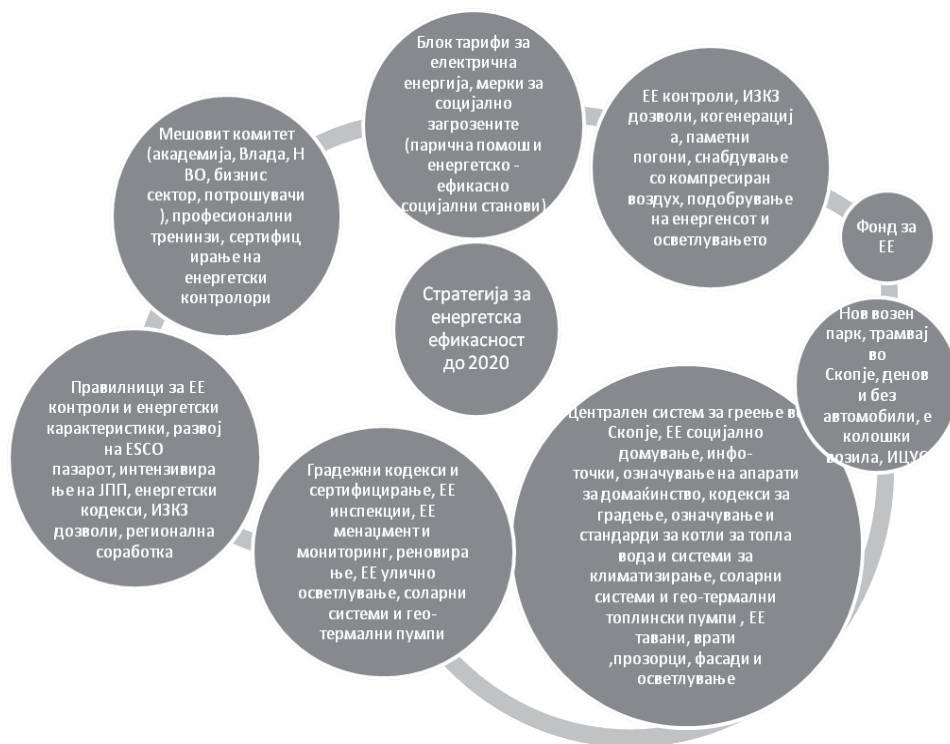 Блок тарифи за
електрична
енергија, мерки за
социјално
загрозените
(парична помош и
енергетско -
ефикасно
социјални станови)
ЕЕ контроли, ИЗКЗ
дозволи, когенерациј
а, паметни
погони, снабдување
со компресиран
воздух, подобрување
на енергенсот и
осветлувањето
Фонд за
ЕЕ
Нов возен
парк, трамвај
во
Скопје, денов
и без
автомобили, е
колошки
возила, ИЦУС
Централен систем за греење во
Скопје, ЕЕ социјално
домување, инфо-
точки, означување на апарати
за домаќинство, кодекси за
градење, означување и
стандарди за котли за топла
вода и системи за
климатизирање, соларни
системи и гео-термални
топлински пумпи , ЕЕ
тавани, врати
,прозорци, фасади и
осветлување
Градежни кодекси и
сертифицирање, ЕЕ
инспекции, ЕЕ
менаџмент и
мониторинг, реновира
ње, ЕЕ улично
осветлување, соларни
системи и гео-
термални пумпи
Правилници за ЕЕ
контроли и енергетски
карактеристики, развој
на ESCO
пазарот, интензивира
ње на ЈПП, енергетски
кодекси, ИЗКЗ
дозволи, регионална
соработка
Мешовит комитет
(академија, Влада, Н
ВО, бизнис
сектор, потрошувачи
), професионални
тренинзи, сертифиц
ирање на
енергетски
контролори
Стратегија за
енергетска
ефикасност
до 2020